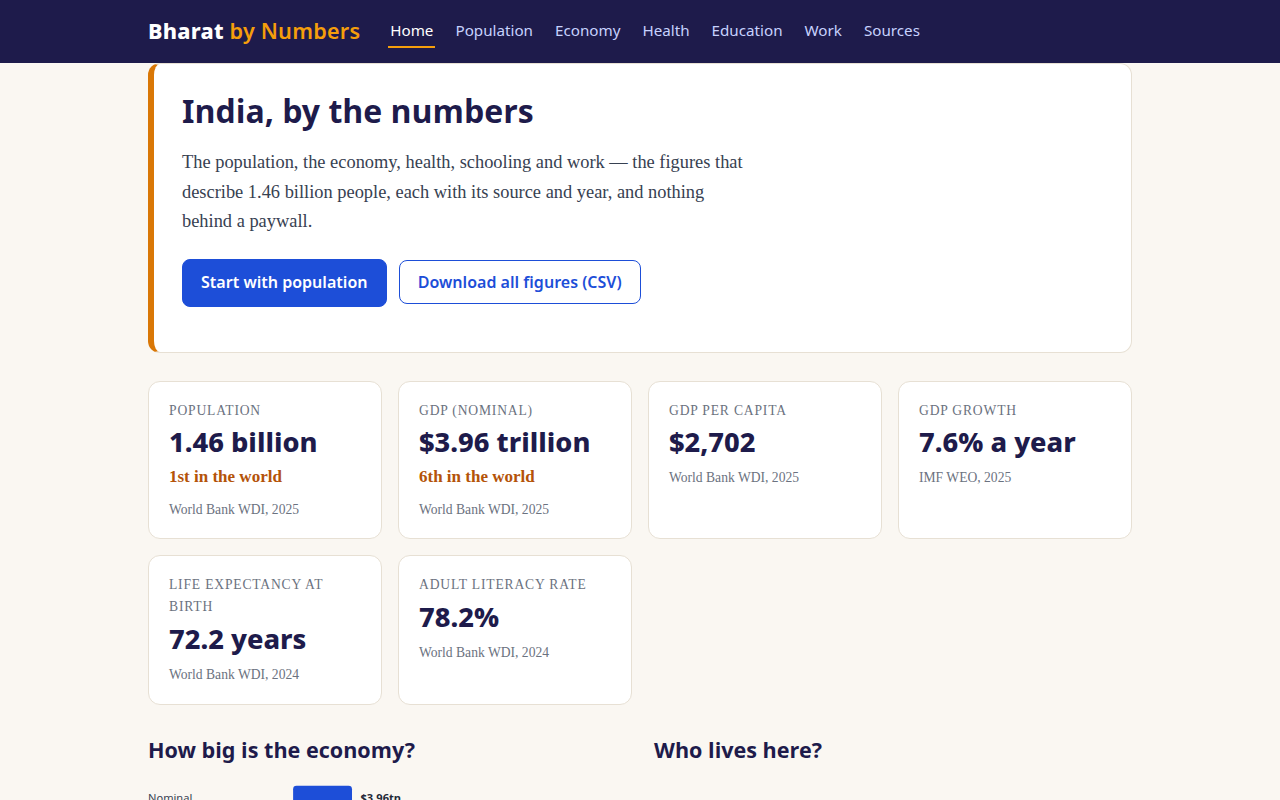 Bharat by Numbers Home Population Economy Health Education Work Sources
India, by the numbers
The population, the economy, health, schooling and work — the figures that
describe 1.46 billion people, each with its source and year, and nothing
behind a paywall.
Start with population Download all figures (CSV)
POPULATION
1.46 billion
1st in the world
World Bank WDI, 2025
GDP (NOMINAL)
$3.96 trillion
6th in the world
World Bank WDI, 2025
GDP PER CAPITA
$2,702
World Bank WDI, 2025
GDP GROWTH
7.6% a year
IMF WEO, 2025
LIFE EXPECTANCY AT
BIRTH
72.2 years
World Bank WDI, 2024
ADULT LITERACY RATE
78.2%
World Bank WDI, 2024
How big is the economy?
Nominal $3.96tn
Who lives here?